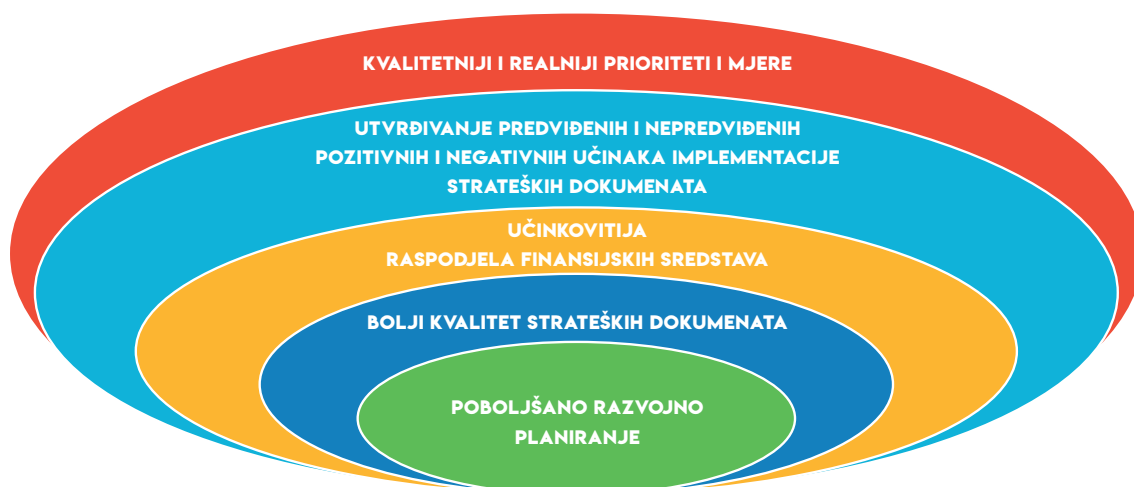 KVALITETNIJI I REALNIJI PRIORITETI I MJERE
UTVRĐIVANJE PREDVIĐENIH I NEPREDVIĐENIH
POZITIVNIH I NEGATIVNIH UČINAKA IMPLEMENTACIJE
STRATEŠKIH DOKUMENATA
UČINKOVITIJA
RASPODJELA FINANSIJSKIH SREDSTAVA
BOLJI KVALITET STRATEŠKIH DOKUMENATA
POBOLJŠANO RAZVOJNO
PLANIRANJE